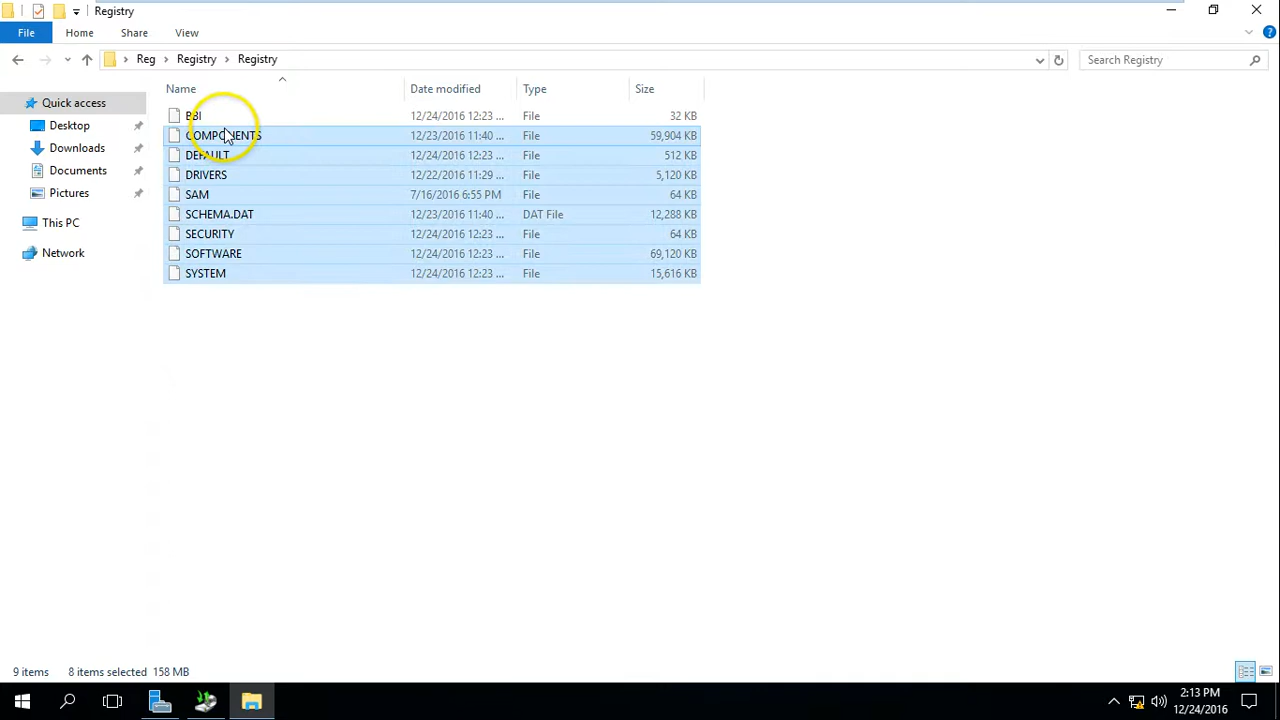 Registry
File Home Share View
Reg Registry Registry Search Registry
Name Date modified Type Size
Quick access
Desktop
Downloads
Documents
Pictures
This PC
Network
BBI 12/24/2016 12:23 ... File 32 KB
COMPONENTS 12/23/2016 11:40 ... File 59,904 KB
DEFAULT 12/24/2016 12:23 ... File 512 KB
DRIVERS 12/22/2016 11:29 ... File 5,120 KB
SAM 7/16/2016 6:55 PM File 64 KB
SCHEMA.DAT 12/23/2016 11:40 ... DAT File 12,288 KB
SECURITY 12/24/2016 12:23 ... File 64 KB
SOFTWARE 12/24/2016 12:23 ... File 69,120 KB
SYSTEM 12/24/2016 12:23 ... File 15,616 KB
9 items 8 items selected 158 MB
2:13 PM
12/24/2016